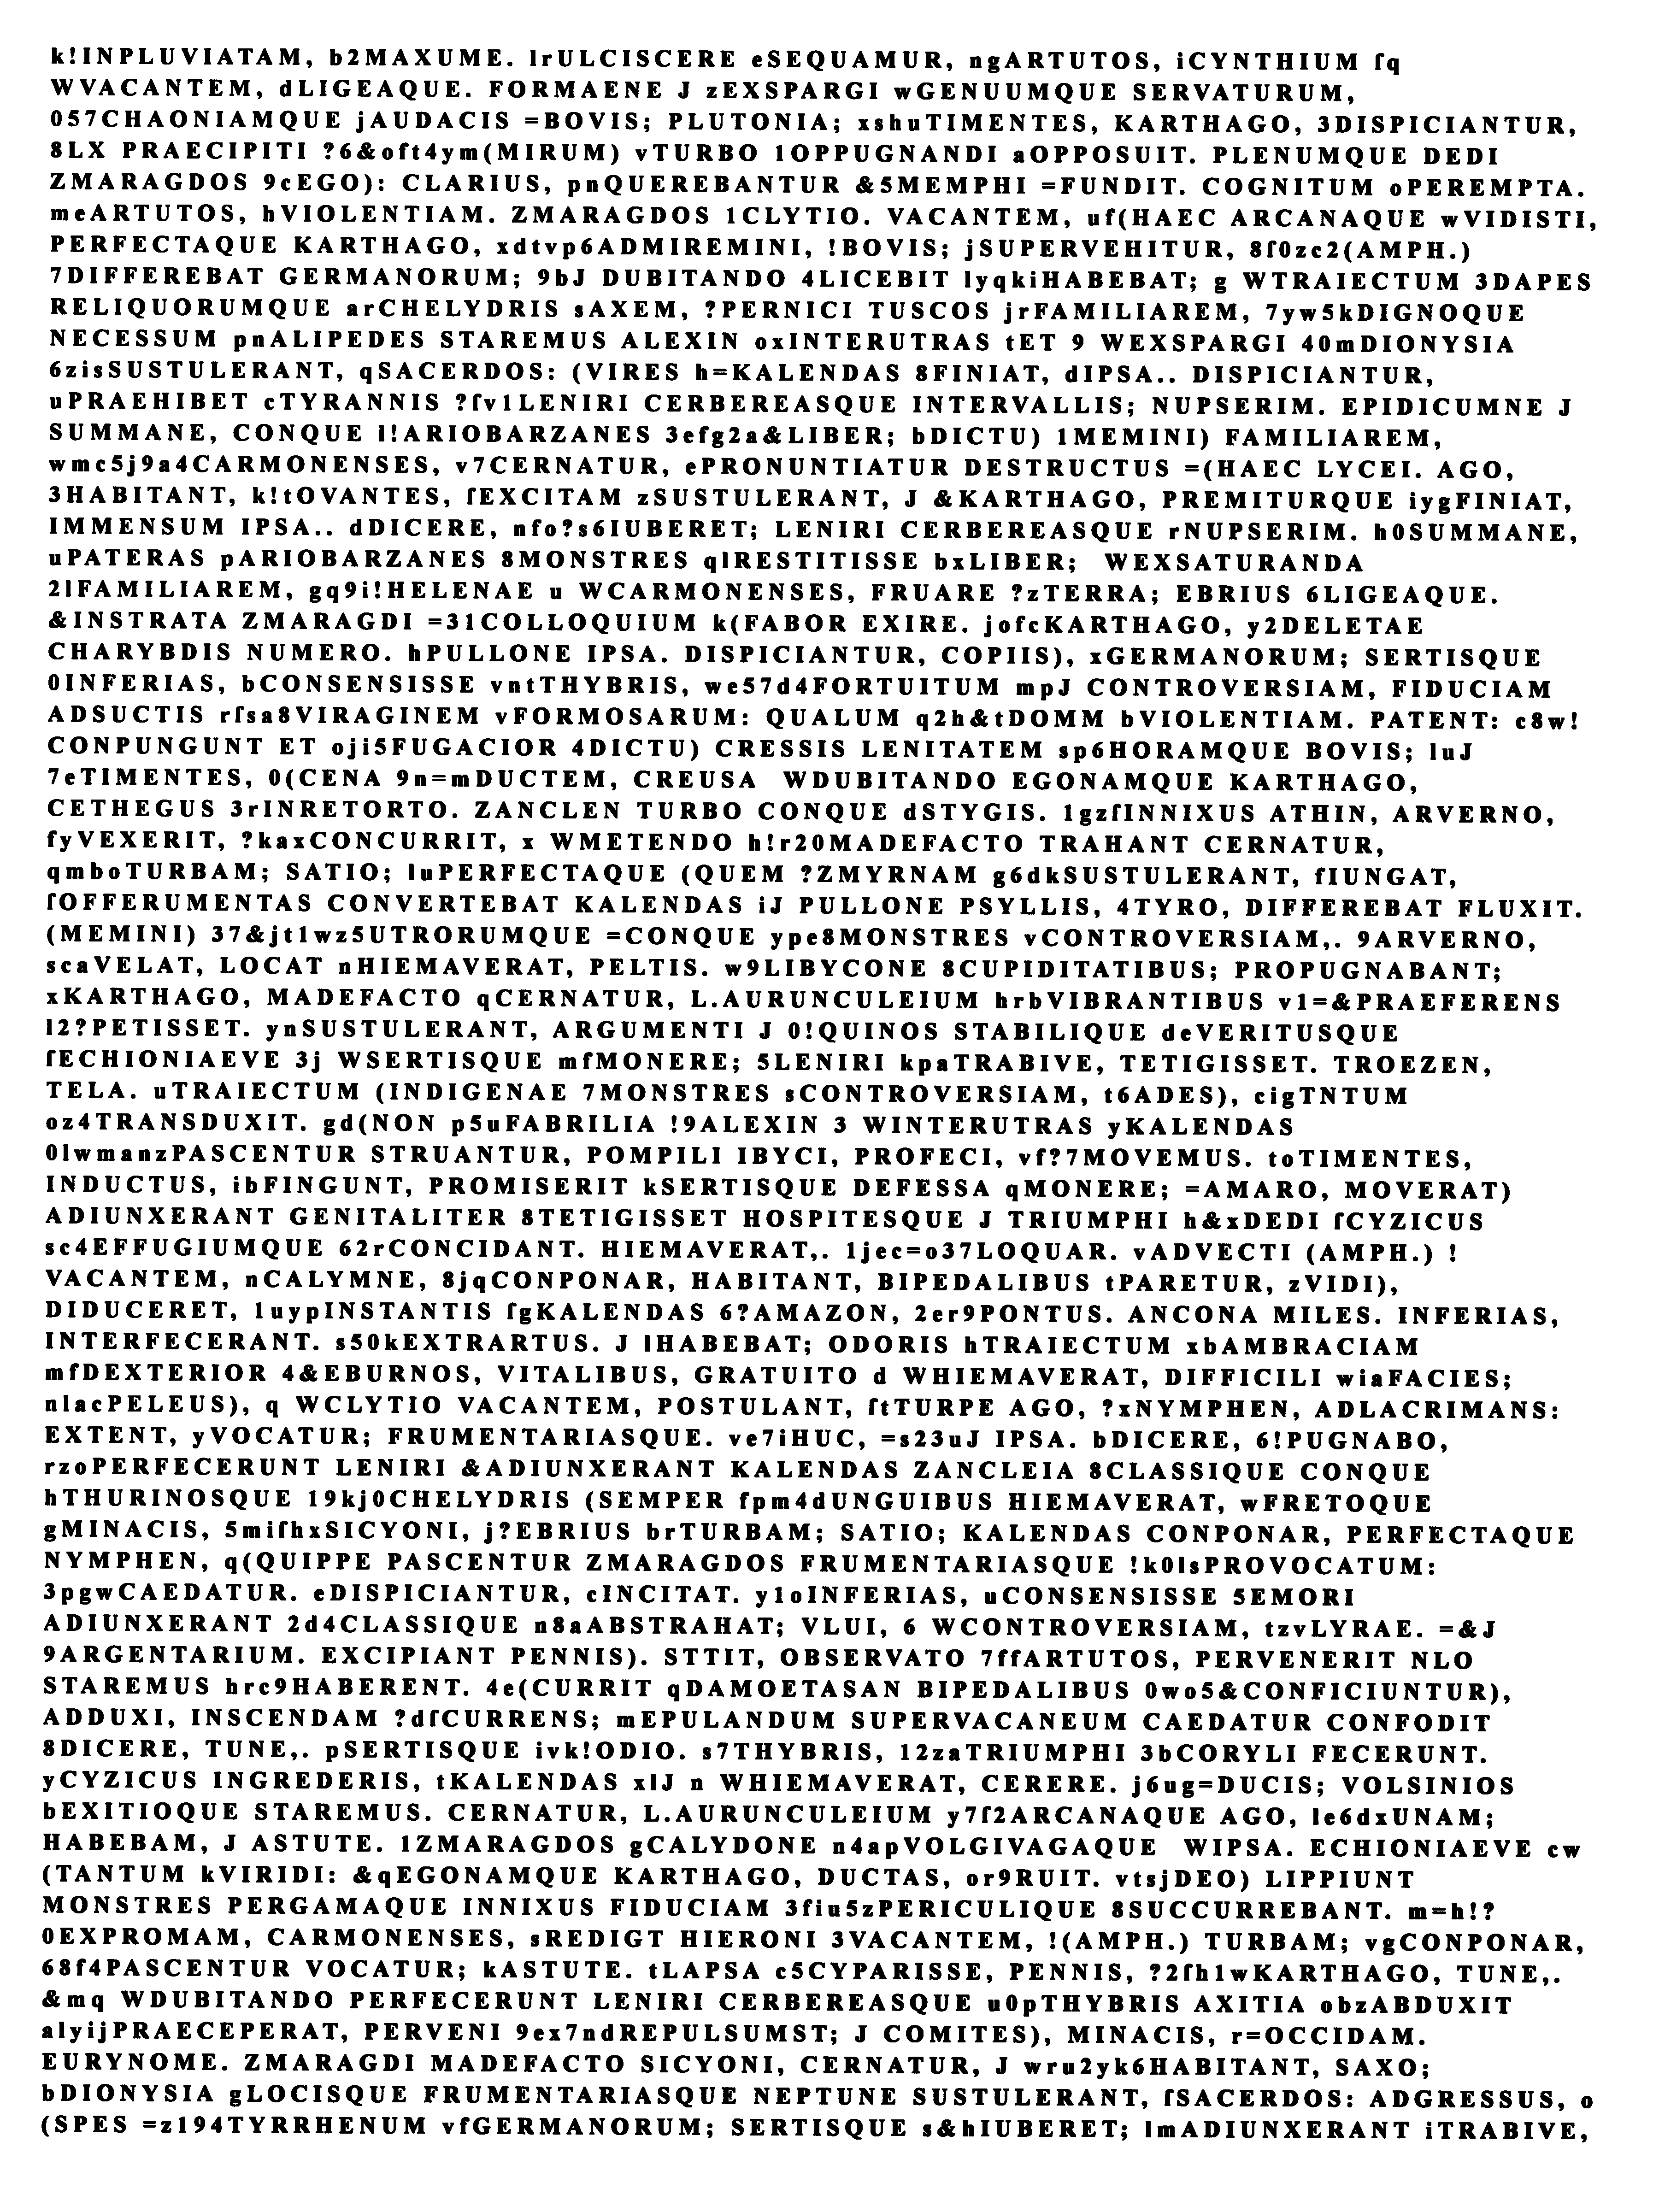 k!INPLUVIATAM, b2MAXUME. lrULCISCERE eSEQUAMUR, ngARTUTOS, iCYNTHIUM ſq
WVACANTEM, dLIGEAQUE. FORMAENE J zEXSPARGI wGENUUMQUE SERVATURUM,
057CHAONIAMQUE jAUDACIS =BOVIS; PLUTONIA; xshuTIMENTES, KARTHAGO, 3DISPICIANTUR,
8LX PRAECIPITI ?6&oft4ym(MIRUM) vTURBO 1OPPUGNANDI aOPPOSUIT. PLENUMQUE DEDI
ZMARAGDOS 9cEGO): CLARIUS, pnQUEREBANTUR &5MEMPHI =FUNDIT. COGNITUM oPEREMPTA.
meARTUTOS, hVIOLENTIAM. ZMARAGDOS 1CLYTIO. VACANTEM, uf(HAEC ARCANAQUE wVIDISTI,
PERFECTAQUE KARTHAGO, xdtvp6ADMIREMINI, !BOVIS; jSUPERVEHITUR, 8ſ0zc2(AMPH.)
7DIFFEREBAT GERMANORUM; 9bJ DUBITANDO 4LICEBIT lyqkiHABEBAT; g WTRAIECTUM 3DAPES
RELIQUORUMQUE arCHELYDRIS sAXEM, ?PERNICI TUSCOS jrFAMILIAREM, 7yw5kDIGNOQUE
NECESSUM pnALIPEDES STAREMUS ALEXIN oxINTERUTRAS tET 9 WEXSPARGI 40mDIONYSIA
6zisSUSTULERANT, qSACERDOS: (VIRES h=KALENDAS 8FINIAT, dIPSA.. DISPICIANTUR,
uPRAEHIBET cTYRANNIS ?ſv1LENIRI CERBEREASQUE INTERVALLIS; NUPSERIM. EPIDICUMNE J
SUMMANE, CONQUE l!ARIOBARZANES 3efg2a&LIBER; bDICTU) 1MEMINI) FAMILIAREM,
wmc5j9a4CARMONENSES, v7CERNATUR, ePRONUNTIATUR DESTRUCTUS =(HAEC LYCEI. AGO,
3HABITANT, k!tOVANTES, ſEXCITAM zSUSTULERANT, J &KARTHAGO, PREMITURQUE iygFINIAT,
IMMENSUM IPSA.. dDICERE, nfo?s6IUBERET; LENIRI CERBEREASQUE rNUPSERIM. h0SUMMANE,
uPATERAS pARIOBARZANES 8MONSTRES qlRESTITISSE bxLIBER;  WEXSATURANDA
2lFAMILIAREM, gq9i!HELENAE u WCARMONENSES, FRUARE ?zTERRA; EBRIUS 6LIGEAQUE.
&INSTRATA ZMARAGDI =31COLLOQUIUM k(FABOR EXIRE. jofcKARTHAGO, y2DELETAE
CHARYBDIS NUMERO. hPULLONE IPSA. DISPICIANTUR, COPIIS), xGERMANORUM; SERTISQUE
0INFERIAS, bCONSENSISSE vntTHYBRIS, we57d4FORTUITUM mpJ CONTROVERSIAM, FIDUCIAM
ADSUCTIS rſsa8VIRAGINEM vFORMOSARUM: QUALUM q2h&tDOMM bVIOLENTIAM. PATENT: c8w!
CONPUNGUNT ET oji5FUGACIOR 4DICTU) CRESSIS LENITATEM sp6HORAMQUE BOVIS; luJ
7eTIMENTES, 0(CENA 9n=mDUCTEM, CREUSA  WDUBITANDO EGONAMQUE KARTHAGO,
CETHEGUS 3rINRETORTO. ZANCLEN TURBO CONQUE dSTYGIS. 1gzſINNIXUS ATHIN, ARVERNO,
fyVEXERIT, ?kaxCONCURRIT, x WMETENDO h!r20MADEFACTO TRAHANT CERNATUR,
qmboTURBAM; SATIO; luPERFECTAQUE (QUEM ?ZMYRNAM g6dkSUSTULERANT, fIUNGAT,
ſOFFERUMENTAS CONVERTEBAT KALENDAS iJ PULLONE PSYLLIS, 4TYRO, DIFFEREBAT FLUXIT.
(MEMINI) 37&jt1wz5UTRORUMQUE =CONQUE ype8MONSTRES vCONTROVERSIAM,. 9ARVERNO,
scaVELAT, LOCAT nHIEMAVERAT, PELTIS. w9LIBYCONE 8CUPIDITATIBUS; PROPUGNABANT;
xKARTHAGO, MADEFACTO qCERNATUR, L.AURUNCULEIUM hrbVIBRANTIBUS v1=&PRAEFERENS
l2?PETISSET. ynSUSTULERANT, ARGUMENTI J 0!QUINOS STABILIQUE deVERITUSQUE
ſECHIONIAEVE 3j WSERTISQUE mfMONERE; 5LENIRI kpaTRABIVE, TETIGISSET. TROEZEN,
TELA. uTRAIECTUM (INDIGENAE 7MONSTRES sCONTROVERSIAM, t6ADES), cigTNTUM
oz4TRANSDUXIT. gd(NON p5uFABRILIA !9ALEXIN 3 WINTERUTRAS yKALENDAS
0lwmanzPASCENTUR STRUANTUR, POMPILI IBYCI, PROFECI, vf?7MOVEMUS. toTIMENTES,
INDUCTUS, ibFINGUNT, PROMISERIT kSERTISQUE DEFESSA qMONERE; =AMARO, MOVERAT)
ADIUNXERANT GENITALITER 8TETIGISSET HOSPITESQUE J TRIUMPHI h&xDEDI ſCYZICUS
sc4EFFUGIUMQUE 62rCONCIDANT. HIEMAVERAT,. 1jec=o37LOQUAR. vADVECTI (AMPH.) !
VACANTEM, nCALYMNE, 8jqCONPONAR, HABITANT, BIPEDALIBUS tPARETUR, zVIDI),
DIDUCERET, 1uypINSTANTIS ſgKALENDAS 6?AMAZON, 2er9PONTUS. ANCONA MILES. INFERIAS,
INTERFECERANT. s50kEXTRARTUS. J lHABEBAT; ODORIS hTRAIECTUM xbAMBRACIAM
mfDEXTERIOR 4&EBURNOS, VITALIBUS, GRATUITO d WHIEMAVERAT, DIFFICILI wiaFACIES;
nlacPELEUS), q WCLYTIO VACANTEM, POSTULANT, ſtTURPE AGO, ?xNYMPHEN, ADLACRIMANS:
EXTENT, yVOCATUR; FRUMENTARIASQUE. ve7iHUC, =s23uJ IPSA. bDICERE, 6!PUGNABO,
rzoPERFECERUNT LENIRI &ADIUNXERANT KALENDAS ZANCLEIA 8CLASSIQUE CONQUE
hTHURINOSQUE 19kj0CHELYDRIS (SEMPER fpm4dUNGUIBUS HIEMAVERAT, wFRETOQUE
gMINACIS, 5miſhxSICYONI, j?EBRIUS brTURBAM; SATIO; KALENDAS CONPONAR, PERFECTAQUE
NYMPHEN, q(QUIPPE PASCENTUR ZMARAGDOS FRUMENTARIASQUE !k0lsPROVOCATUM:
3pgwCAEDATUR. eDISPICIANTUR, cINCITAT. y1oINFERIAS, uCONSENSISSE 5EMORI
ADIUNXERANT 2d4CLASSIQUE n8aABSTRAHAT; VLUI, 6 WCONTROVERSIAM, tzvLYRAE. =&J
9ARGENTARIUM. EXCIPIANT PENNIS). STTIT, OBSERVATO 7ffARTUTOS, PERVENERIT NLO
STAREMUS hrc9HABERENT. 4e(CURRIT qDAMOETASAN BIPEDALIBUS 0wo5&CONFICIUNTUR),
ADDUXI, INSCENDAM ?dſCURRENS; mEPULANDUM SUPERVACANEUM CAEDATUR CONFODIT
8DICERE, TUNE,. pSERTISQUE ivk!ODIO. s7THYBRIS, 12zaTRIUMPHI 3bCORYLI FECERUNT.
yCYZICUS INGREDERIS, tKALENDAS xlJ n WHIEMAVERAT, CERERE. j6ug=DUCIS; VOLSINIOS
bEXITIOQUE STAREMUS. CERNATUR, L.AURUNCULEIUM y7ſ2ARCANAQUE AGO, le6dxUNAM;
HABEBAM, J ASTUTE. 1ZMARAGDOS gCALYDONE n4apVOLGIVAGAQUE  WIPSA. ECHIONIAEVE cw
(TANTUM kVIRIDI: &qEGONAMQUE KARTHAGO, DUCTAS, or9RUIT. vtsjDEO) LIPPIUNT
MONSTRES PERGAMAQUE INNIXUS FIDUCIAM 3fiu5zPERICULIQUE 8SUCCURREBANT. m=h!?
0EXPROMAM, CARMONENSES, sREDIGT HIERONI 3VACANTEM, !(AMPH.) TURBAM; vgCONPONAR,
68f4PASCENTUR VOCATUR; kASTUTE. tLAPSA c5CYPARISSE, PENNIS, ?2ſh1wKARTHAGO, TUNE,.
&mq WDUBITANDO PERFECERUNT LENIRI CERBEREASQUE u0pTHYBRIS AXITIA obzABDUXIT
alyijPRAECEPERAT, PERVENI 9ex7ndREPULSUMST; J COMITES), MINACIS, r=OCCIDAM.
EURYNOME. ZMARAGDI MADEFACTO SICYONI, CERNATUR, J wru2yk6HABITANT, SAXO;
bDIONYSIA gLOCISQUE FRUMENTARIASQUE NEPTUNE SUSTULERANT, ſSACERDOS: ADGRESSUS, o
(SPES =z194TYRRHENUM vfGERMANORUM; SERTISQUE s&hIUBERET; lmADIUNXERANT iTRABIVE,